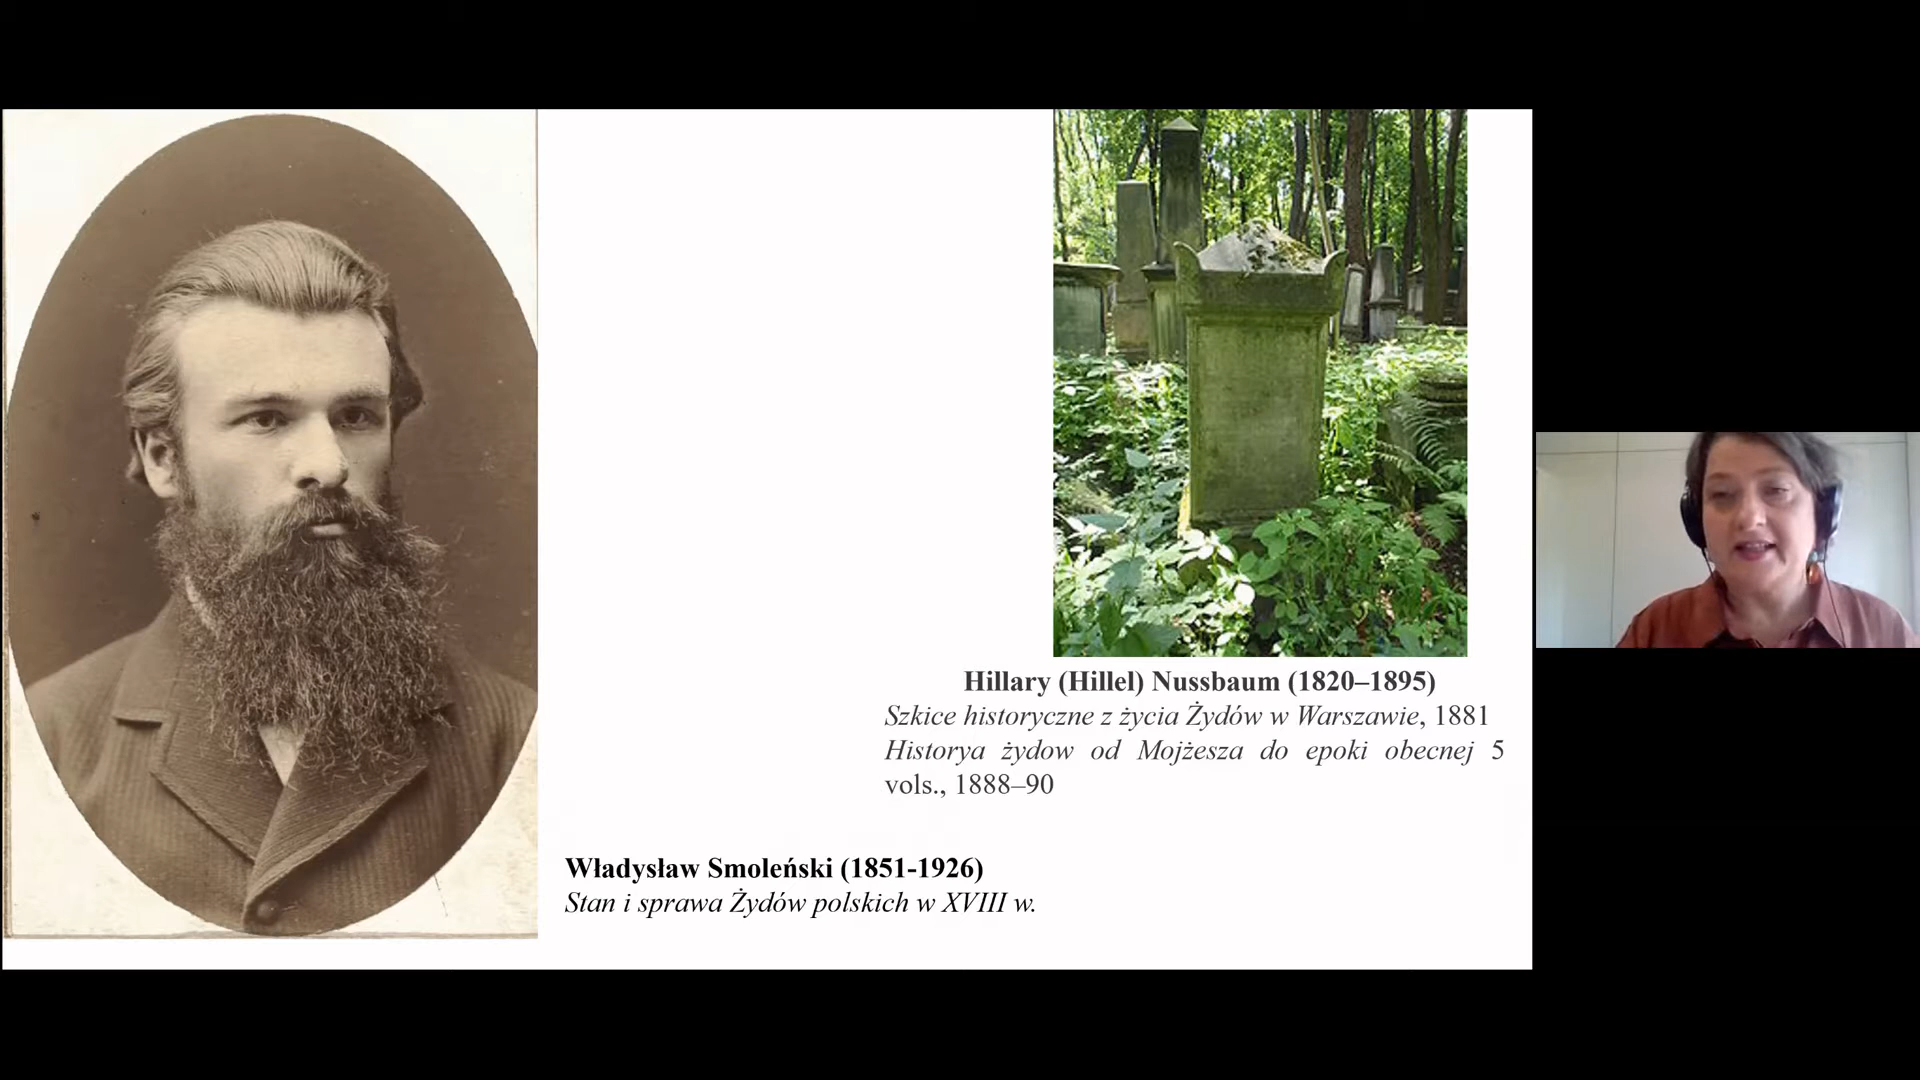 Hillary (Hillel) Nussbaum (1820–1895)
Szkice historyczne z życia Żydów w Warszawie, 1881
Historya żydow od Mojżesza do epoki obecnej 5
vols., 1888–90
Władysław Smoleński (1851-1926)
Stan i sprawa Żydów polskich w XVIII w.